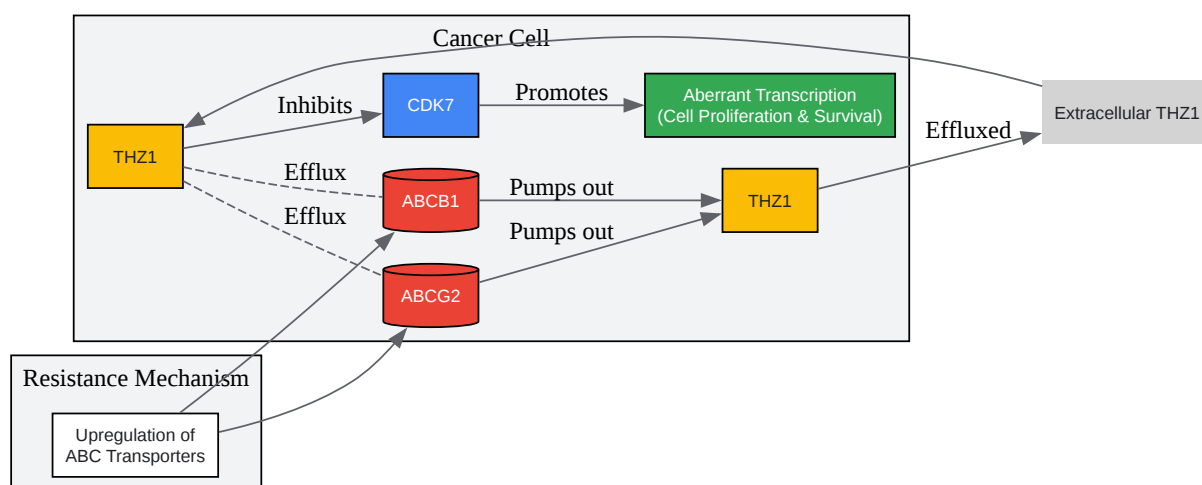 Cancer Cell
Inhibits
CDK7
Promotes
Aberrant Transcription
(Cell Proliferation & Survival)
Extracellular THZ1
Effluxed
THZ1
Efflux
ABCB1
Pumps out
THZ1
Efflux
Pumps out
ABCG2
Resistance Mechanism
Upregulation of
ABC Transporters